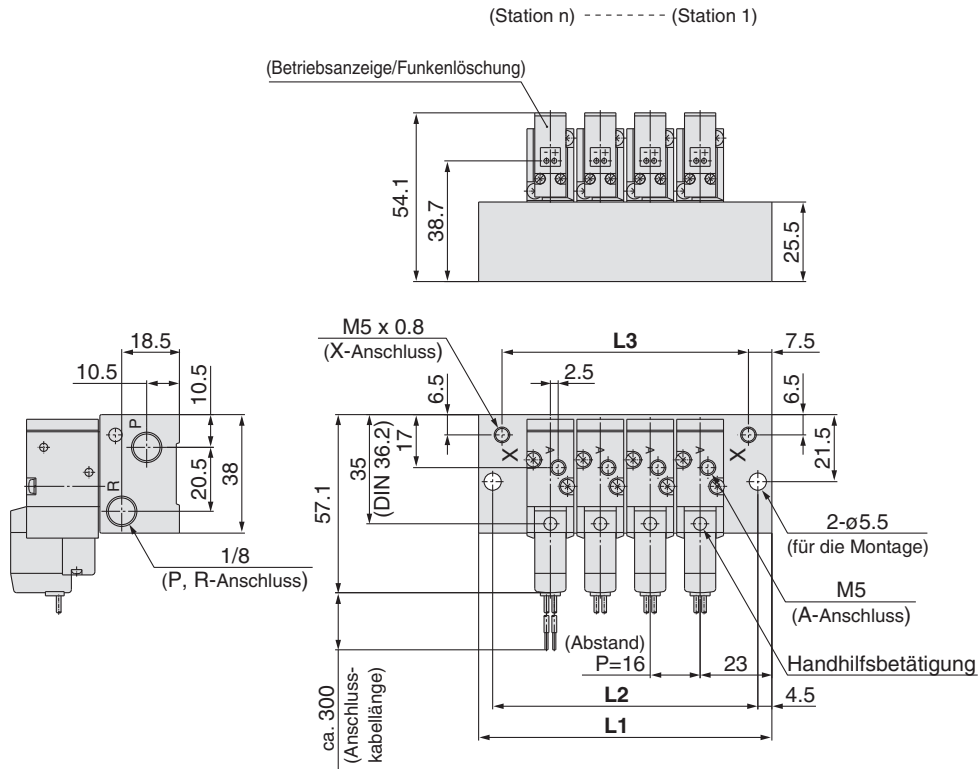 (Station n) -------- (Station 1)
(Betriebsanzeige/Funkenlöschung)
54.1
38.7
25.5
- +
- +
- +
- +
18.5
10.5
10.5
20.5
38
P
R
1/8
(P, R-Anschluss)
M5 x 0.8
(X-Anschluss)
L3
7.5
2.5
6.5
6.5
57.1
35
(DIN 36.2)
17
21.5
X
X
A
A
A
A
2-ø5.5
(für die Montage)
M5
(A-Anschluss)
Handhilfsbetätigung
(Abstand)
P=16
23
L2
4.5
L1
ca. 300
(Anschluss-
kabellänge)